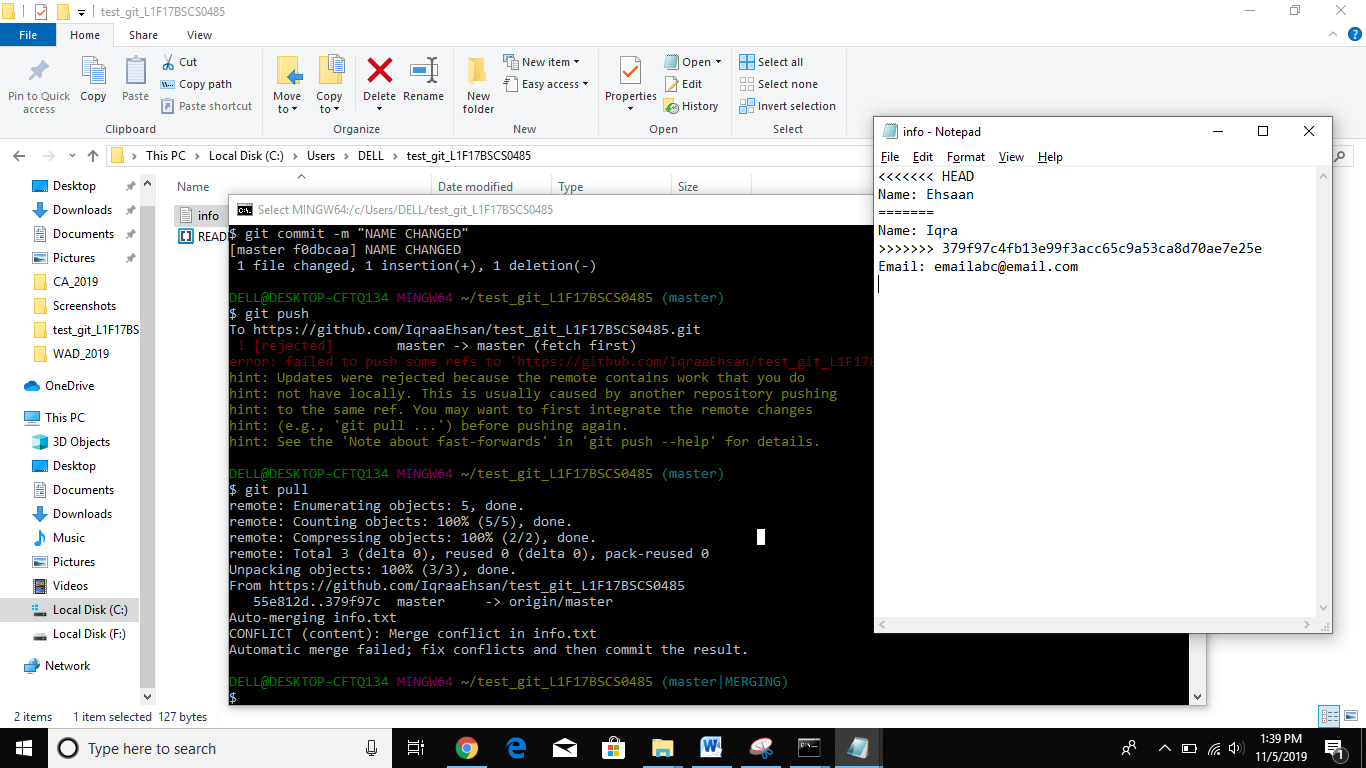 test_git_L1F17BSCS0485
File Home Share View
Pin to Quick access
Copy
Paste
Cut
Copy path
Paste shortcut
Clipboard
Move to
Copy to
Delete
Rename
Organize
New folder
New item
Easy access
New
Properties
Open
Edit
History
Open
Select all
Select none
Invert selection
Select
This PC > Local Disk (C:) > Users > DELL > test_git_L1F17BSCS0485
Name Date modified Type Size
Desktop
Downloads
Documents
Pictures
CA_2019
Screenshots
test_git_L1F17BS
WAD_2019
OneDrive
This PC
3D Objects
Desktop
Documents
Downloads
Music
Pictures
Videos
Local Disk (C:)
Local Disk (F:)
Network
info
READ
Select MINGW64:/c/Users/DELL/test_git_L1F17BSCS0485
$ git commit -m "NAME CHANGED"
[master f0dbcaa] NAME CHANGED
1 file changed, 1 insertion(+), 1 deletion(-)
DELL@DESKTOP-CFTQ134 MINGW64 ~/test_git_L1F17BSCS0485 (master)
$ git push
To https://github.com/IqraaEhsan/test_git_L1F17BSCS0485.git
! [rejected] master -> master (fetch first)
error: failed to push some refs to 'https://github.com/IqraaEhsan/test_git_L1F17B
hint: Updates were rejected because the remote contains work that you do
hint: not have locally. This is usually caused by another repository pushing
hint: to the same ref. You may want to first integrate the remote changes
hint: (e.g., 'git pull ...') before pushing again.
hint: See the 'Note about fast-forwards' in 'git push --help' for details.
DELL@DESKTOP-CFTQ134 MINGW64 ~/test_git_L1F17BSCS0485 (master)
$ git pull
remote: Enumerating objects: 5, done.
remote: Counting objects: 100% (5/5), done.
remote: Compressing objects: 100% (2/2), done.
remote: Total 3 (delta 0), reused 0 (delta 0), pack-reused 0
Unpacking objects: 100% (3/3), done.
From https://github.com/IqraaEhsan/test_git_L1F17BSCS0485
55e812d..379f97c master -> origin/master
Auto-merging info.txt
CONFLICT (content): Merge conflict in info.txt
Automatic merge failed; fix conflicts and then commit the result.
DELL@DESKTOP-CFTQ134 MINGW64 ~/test_git_L1F17BSCS0485 (master|MERGING)
$
info - Notepad
File Edit Format View Help
<<<<<<< HEAD
Name: Ehsaan
=======
Name: Iqra
>>>>>>> 379f97c4fb13e99f3acc65c9a53ca8d70ae7e25e
Email: emailabc@email.com
2 items 1 item selected 127 bytes
Type here to search
1:39 PM
11/5/2019
1